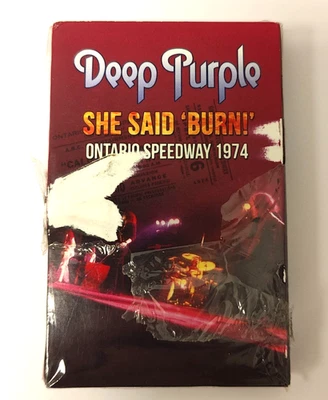 Deep Purple
SHE SAID 'BURN!'
ONTARIO SPEEDWAY 1974